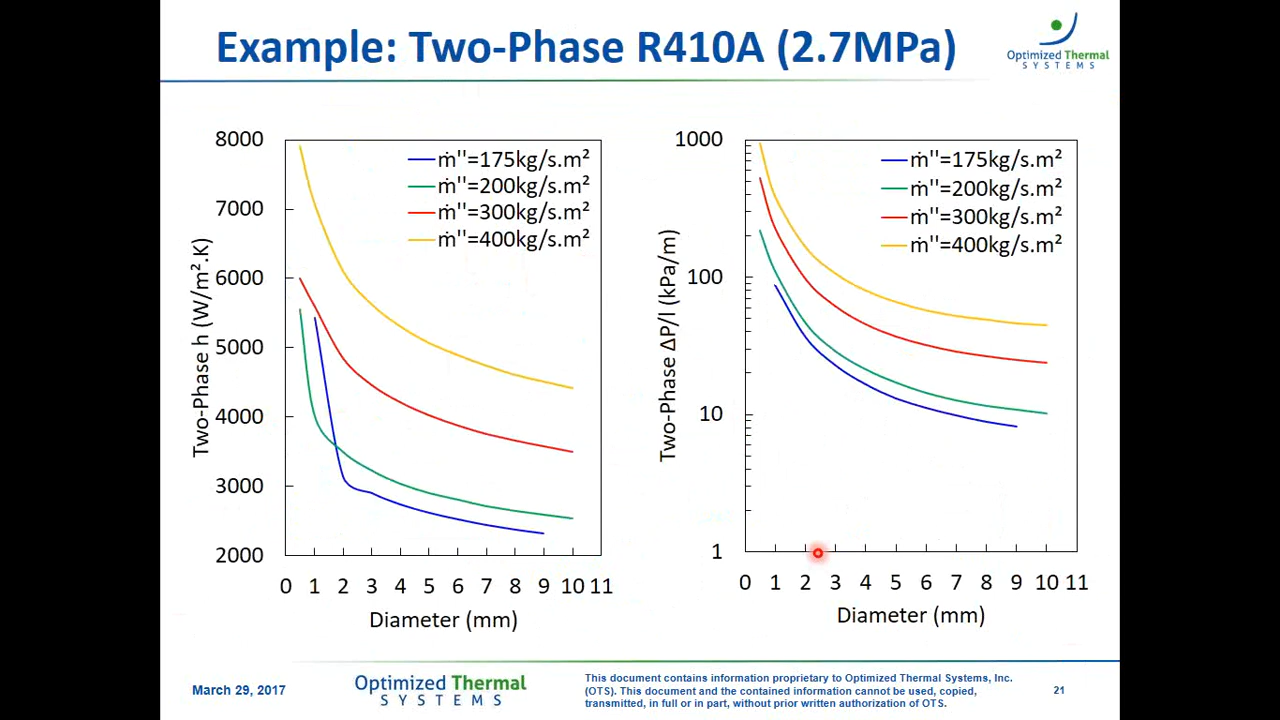 Example: Two-Phase R410A (2.7MPa)
Optimized Thermal
SYSTEMS
8000
7000
6000
5000
4000
3000
2000
Two-Phase h (W/m².K)
ṁ''=175kg/s.m²
ṁ''=200kg/s.m²
ṁ''=300kg/s.m²
ṁ''=400kg/s.m²
0 1 2 3 4 5 6 7 8 9 10 11
Diameter (mm)
1000
100
10
1
Two-Phase ΔP/l (kPa/m)
ṁ''=175kg/s.m²
ṁ''=200kg/s.m²
ṁ''=300kg/s.m²
ṁ''=400kg/s.m²
0 1 2 3 4 5 6 7 8 9 10 11
Diameter (mm)
March 29, 2017
Optimized Thermal
SYSTEMS
This document contains information proprietary to Optimized Thermal Systems, Inc.
(OTS). This document and the contained information cannot be used, copied,
transmitted, in full or in part, without prior written authorization of OTS.
21